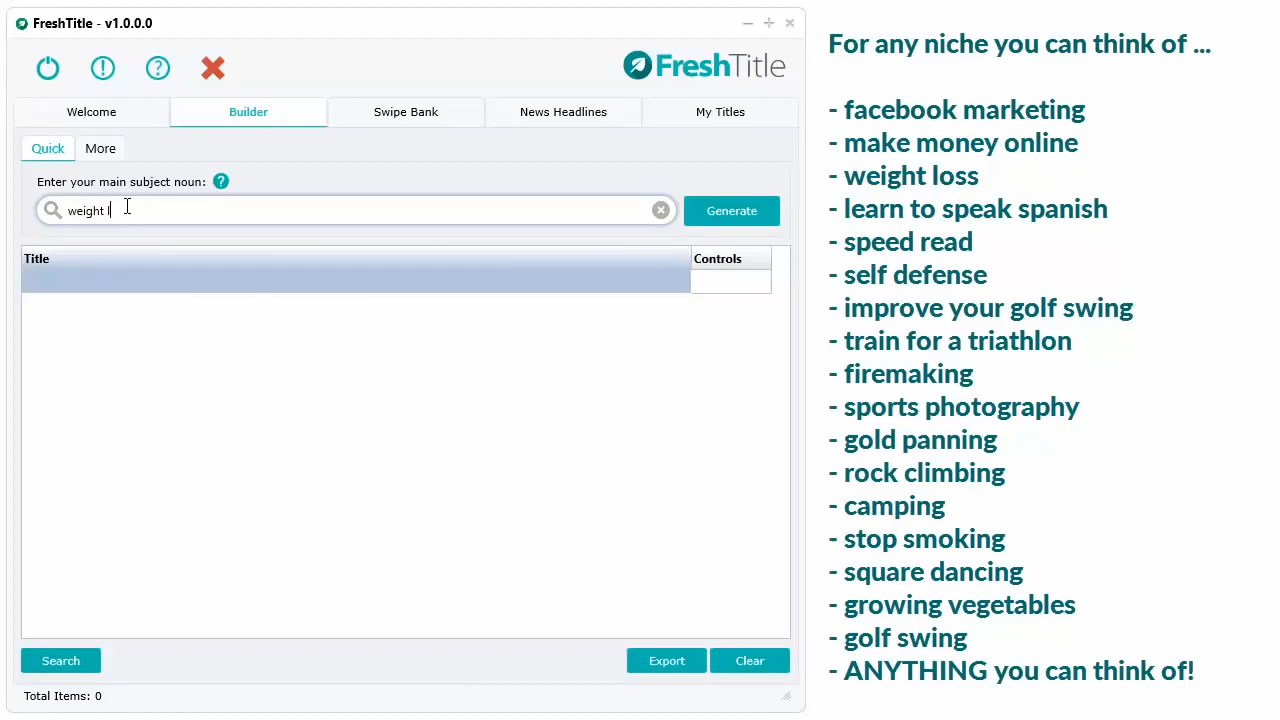 FreshTitle - v1.0.0.0
FreshTitle
Welcome
Builder
Swipe Bank
News Headlines
My Titles
Quick
More
Enter your main subject noun:
weight l
Generate
Title
Controls
Search
Export
Clear
Total Items: 0
For any niche you can think of ...
- facebook marketing
- make money online
- weight loss
- learn to speak spanish
- speed read
- self defense
- improve your golf swing
- train for a triathlon
- firemaking
- sports photography
- gold panning
- rock climbing
- camping
- stop smoking
- square dancing
- growing vegetables
- golf swing
- ANYTHING you can think of!